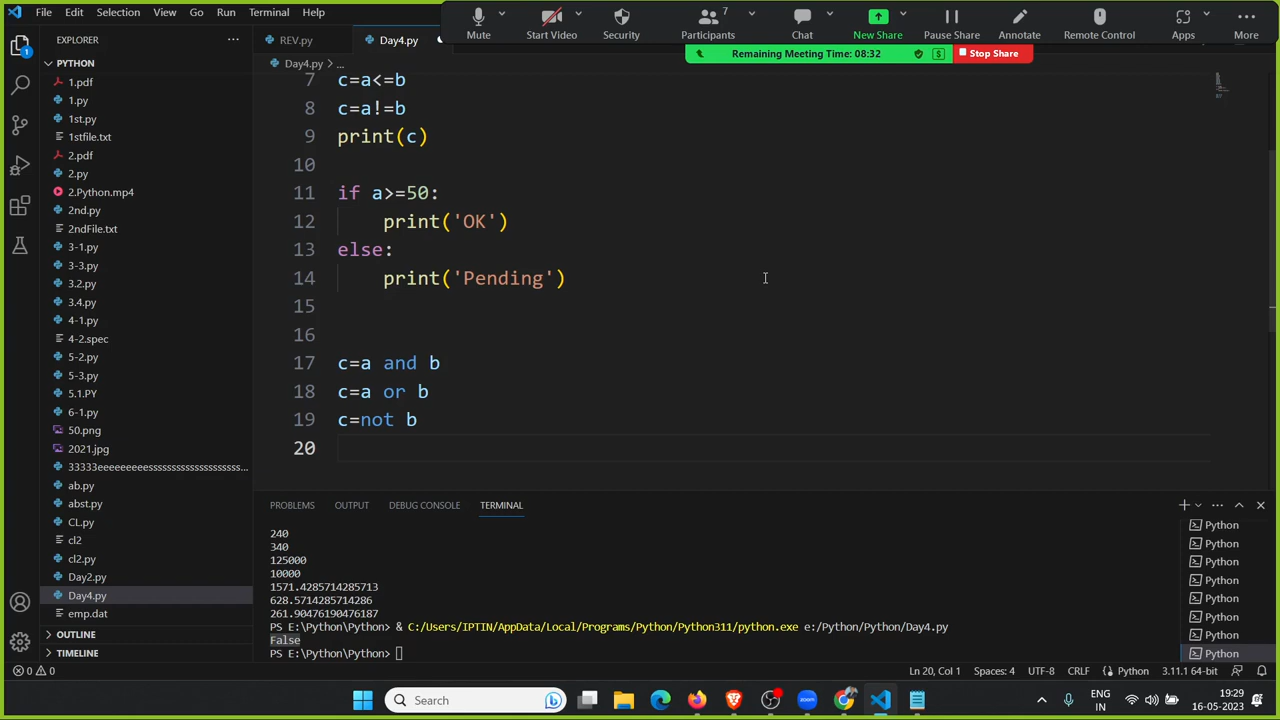 File Edit Selection View Go Run Terminal Help
Mute Start Video Security Participants 7 Chat New Share Pause Share Annotate Remote Control Apps More
Remaining Meeting Time: 08:32 $ Stop Share
EXPLORER
REV.py Day4.py
PYTHON
Day4.py > ...
1.pdf
1.py
1st.py
1stfile.txt
2.pdf
2.py
2.Python.mp4
2nd.py
2ndFile.txt
3-1.py
3-3.py
3.2.py
3.4.py
4-1.py
4-2.spec
5-2.py
5-3.py
5.1.PY
6-1.py
50.png
2021.jpg
ab.py
abst.py
CL.py
cl2
cl2.py
Day2.py
Day4.py
emp.dat
OUTLINE
TIMELINE
7 c=a<=b
8 c=a!=b
9 print(c)
10
11 if a>=50:
12 print('OK')
13 else:
14 print('Pending')
15
16
17 c=a and b
18 c=a or b
19 c=not b
20
PROBLEMS OUTPUT DEBUG CONSOLE TERMINAL
240
340
125000
10000
1571.4285714285713
628.5714285714286
261.90476190476187
PS E:\Python\Python> & C:/Users/IPTIN/AppData/Local/Programs/Python/Python311/python.exe e:/Python/Python/Day4.py
False
PS E:\Python\Python>
Python
Python
Python
Python
Python
Python
Python
Python
0 0 Ln 20, Col 1 Spaces: 4 UTF-8 CRLF Python 3.11.1 64-bit
Search
ENG
IN
19:29
16-05-2023